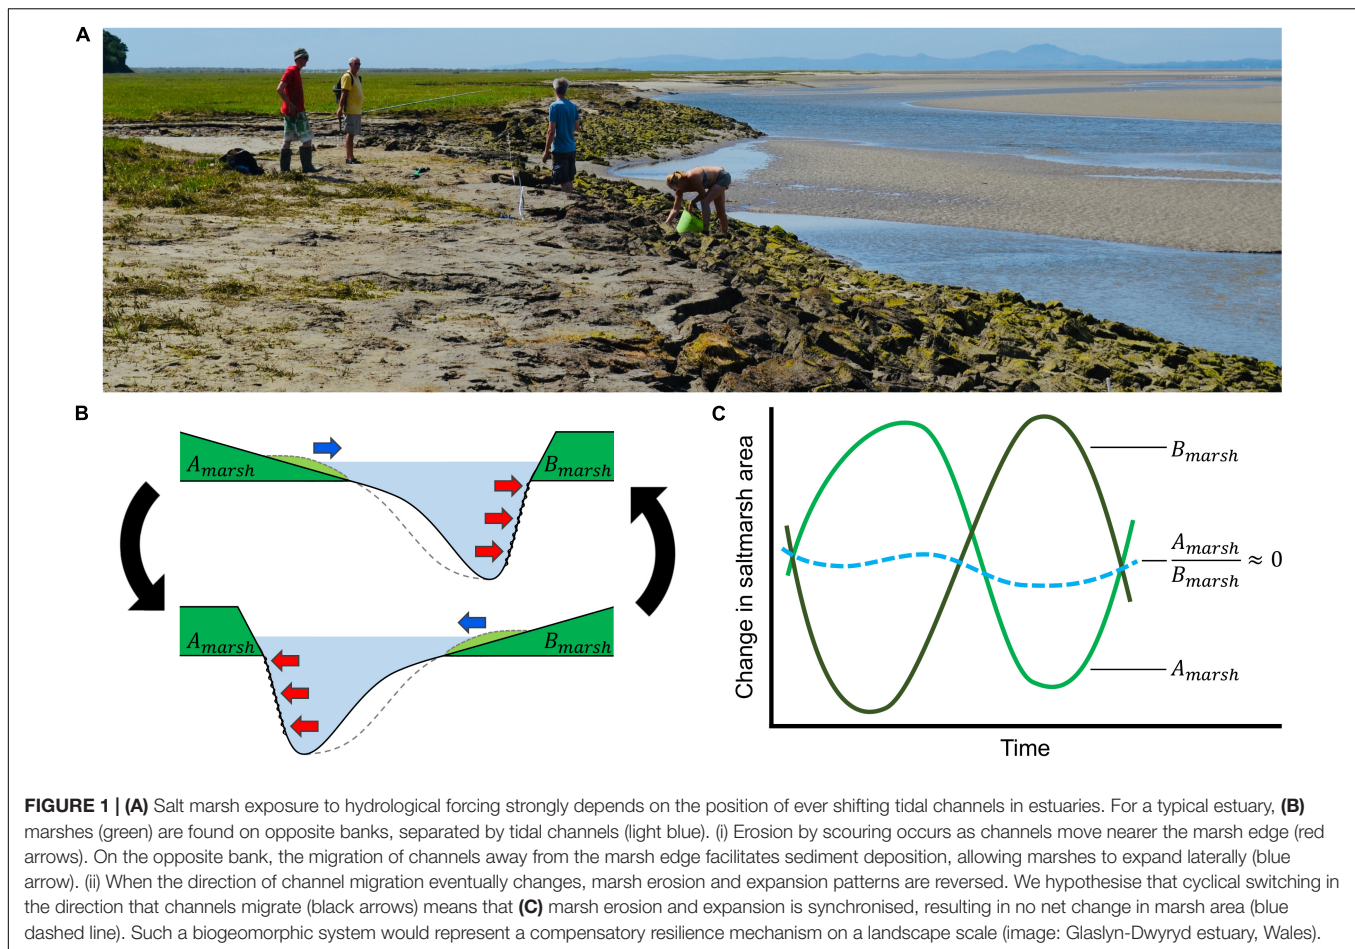 A
B
C
A_marsh
B_marsh
A_marsh
B_marsh
Change in saltmarsh area
B_marsh
A_marsh
B_marsh ≈ 0
A_marsh
Time
FIGURE 1 | (A) Salt marsh exposure to hydrological forcing strongly depends on the position of ever shifting tidal channels in estuaries. For a typical estuary, (B)
marshes (green) are found on opposite banks, separated by tidal channels (light blue). (i) Erosion by scouring occurs as channels move nearer the marsh edge (red
arrows). On the opposite bank, the migration of channels away from the marsh edge facilitates sediment deposition, allowing marshes to expand laterally (blue
arrow). (ii) When the direction of channel migration eventually changes, marsh erosion and expansion patterns are reversed. We hypothesise that cyclical switching in
the direction that channels migrate (black arrows) means that (C) marsh erosion and expansion is synchronised, resulting in no net change in marsh area (blue
dashed line). Such a biogeomorphic system would represent a compensatory resilience mechanism on a landscape scale (image: Glaslyn-Dwyryd estuary, Wales).